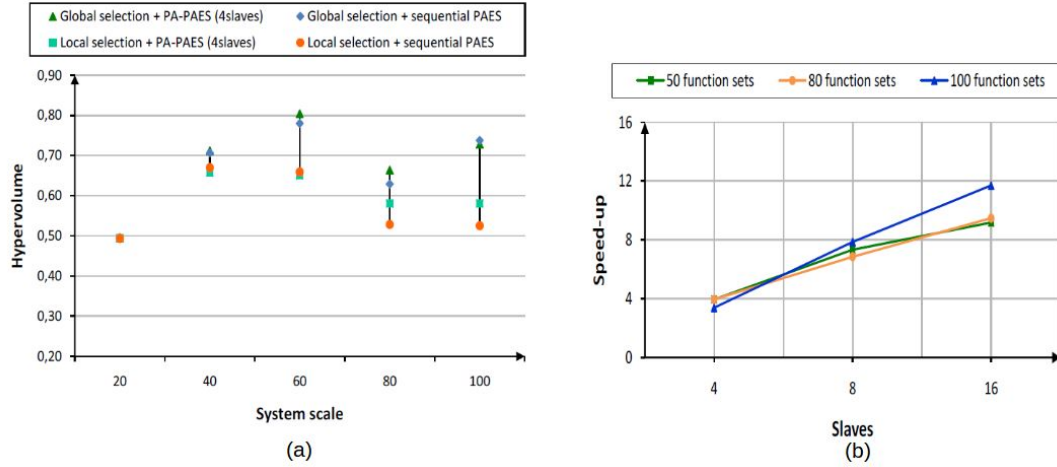 Global selection + PA-PAES (4slaves) Global selection + sequential PAES
Local selection + PA-PAES (4slaves) Local selection + sequential PAES
0,90
0,80
0,70
0,60
0,50
0,40
0,30
0,20
Hypervolume
20 40 60 80 100
System scale
(a)
50 function sets 80 function sets 100 function sets
16
12
8
4
0
Speed-up
4 8 16
Slaves
(b)